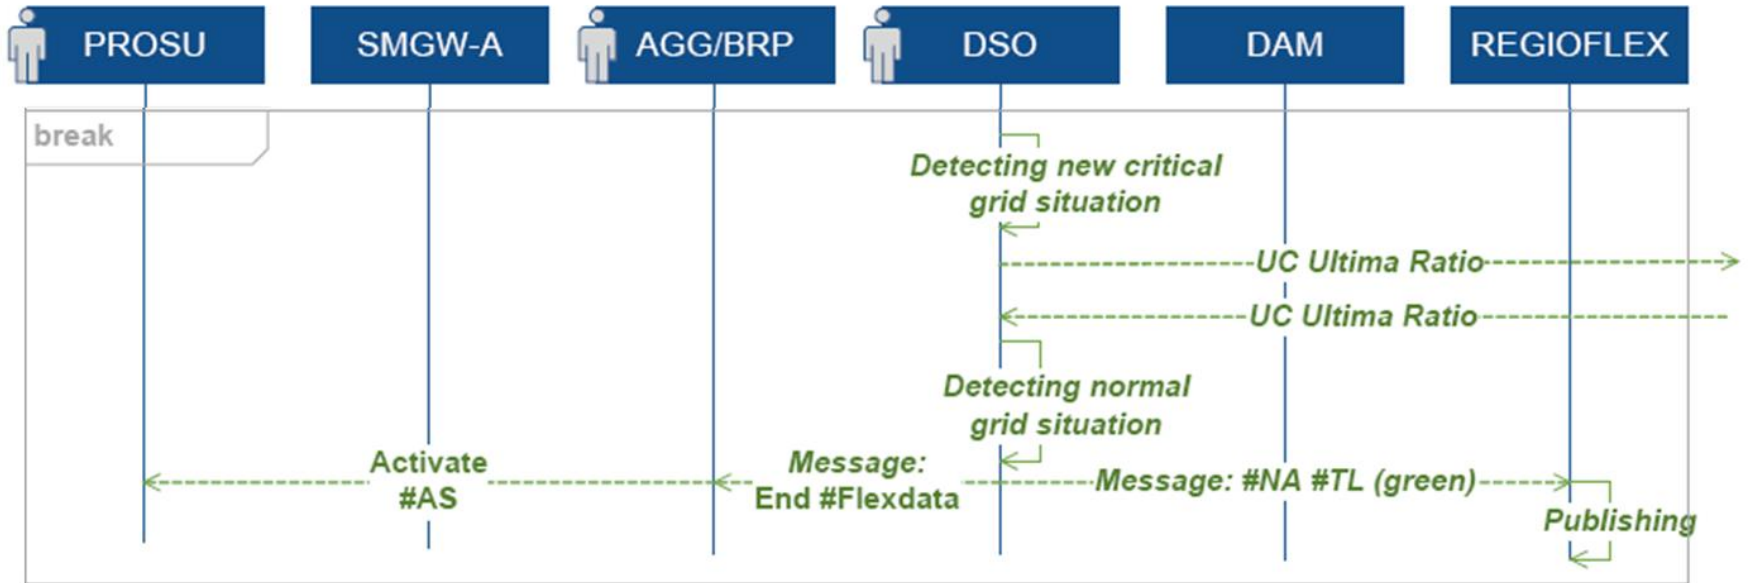 PROSU
SMGW-A
AGG/BRP
DSO
DAM
REGIOFLEX
break
Detecting new critical
grid situation
UC Ultima Ratio
UC Ultima Ratio
Detecting normal
grid situation
Activate
#AS
Message:
End #Flexdata
Message: #NA #TL (green)
Publishing